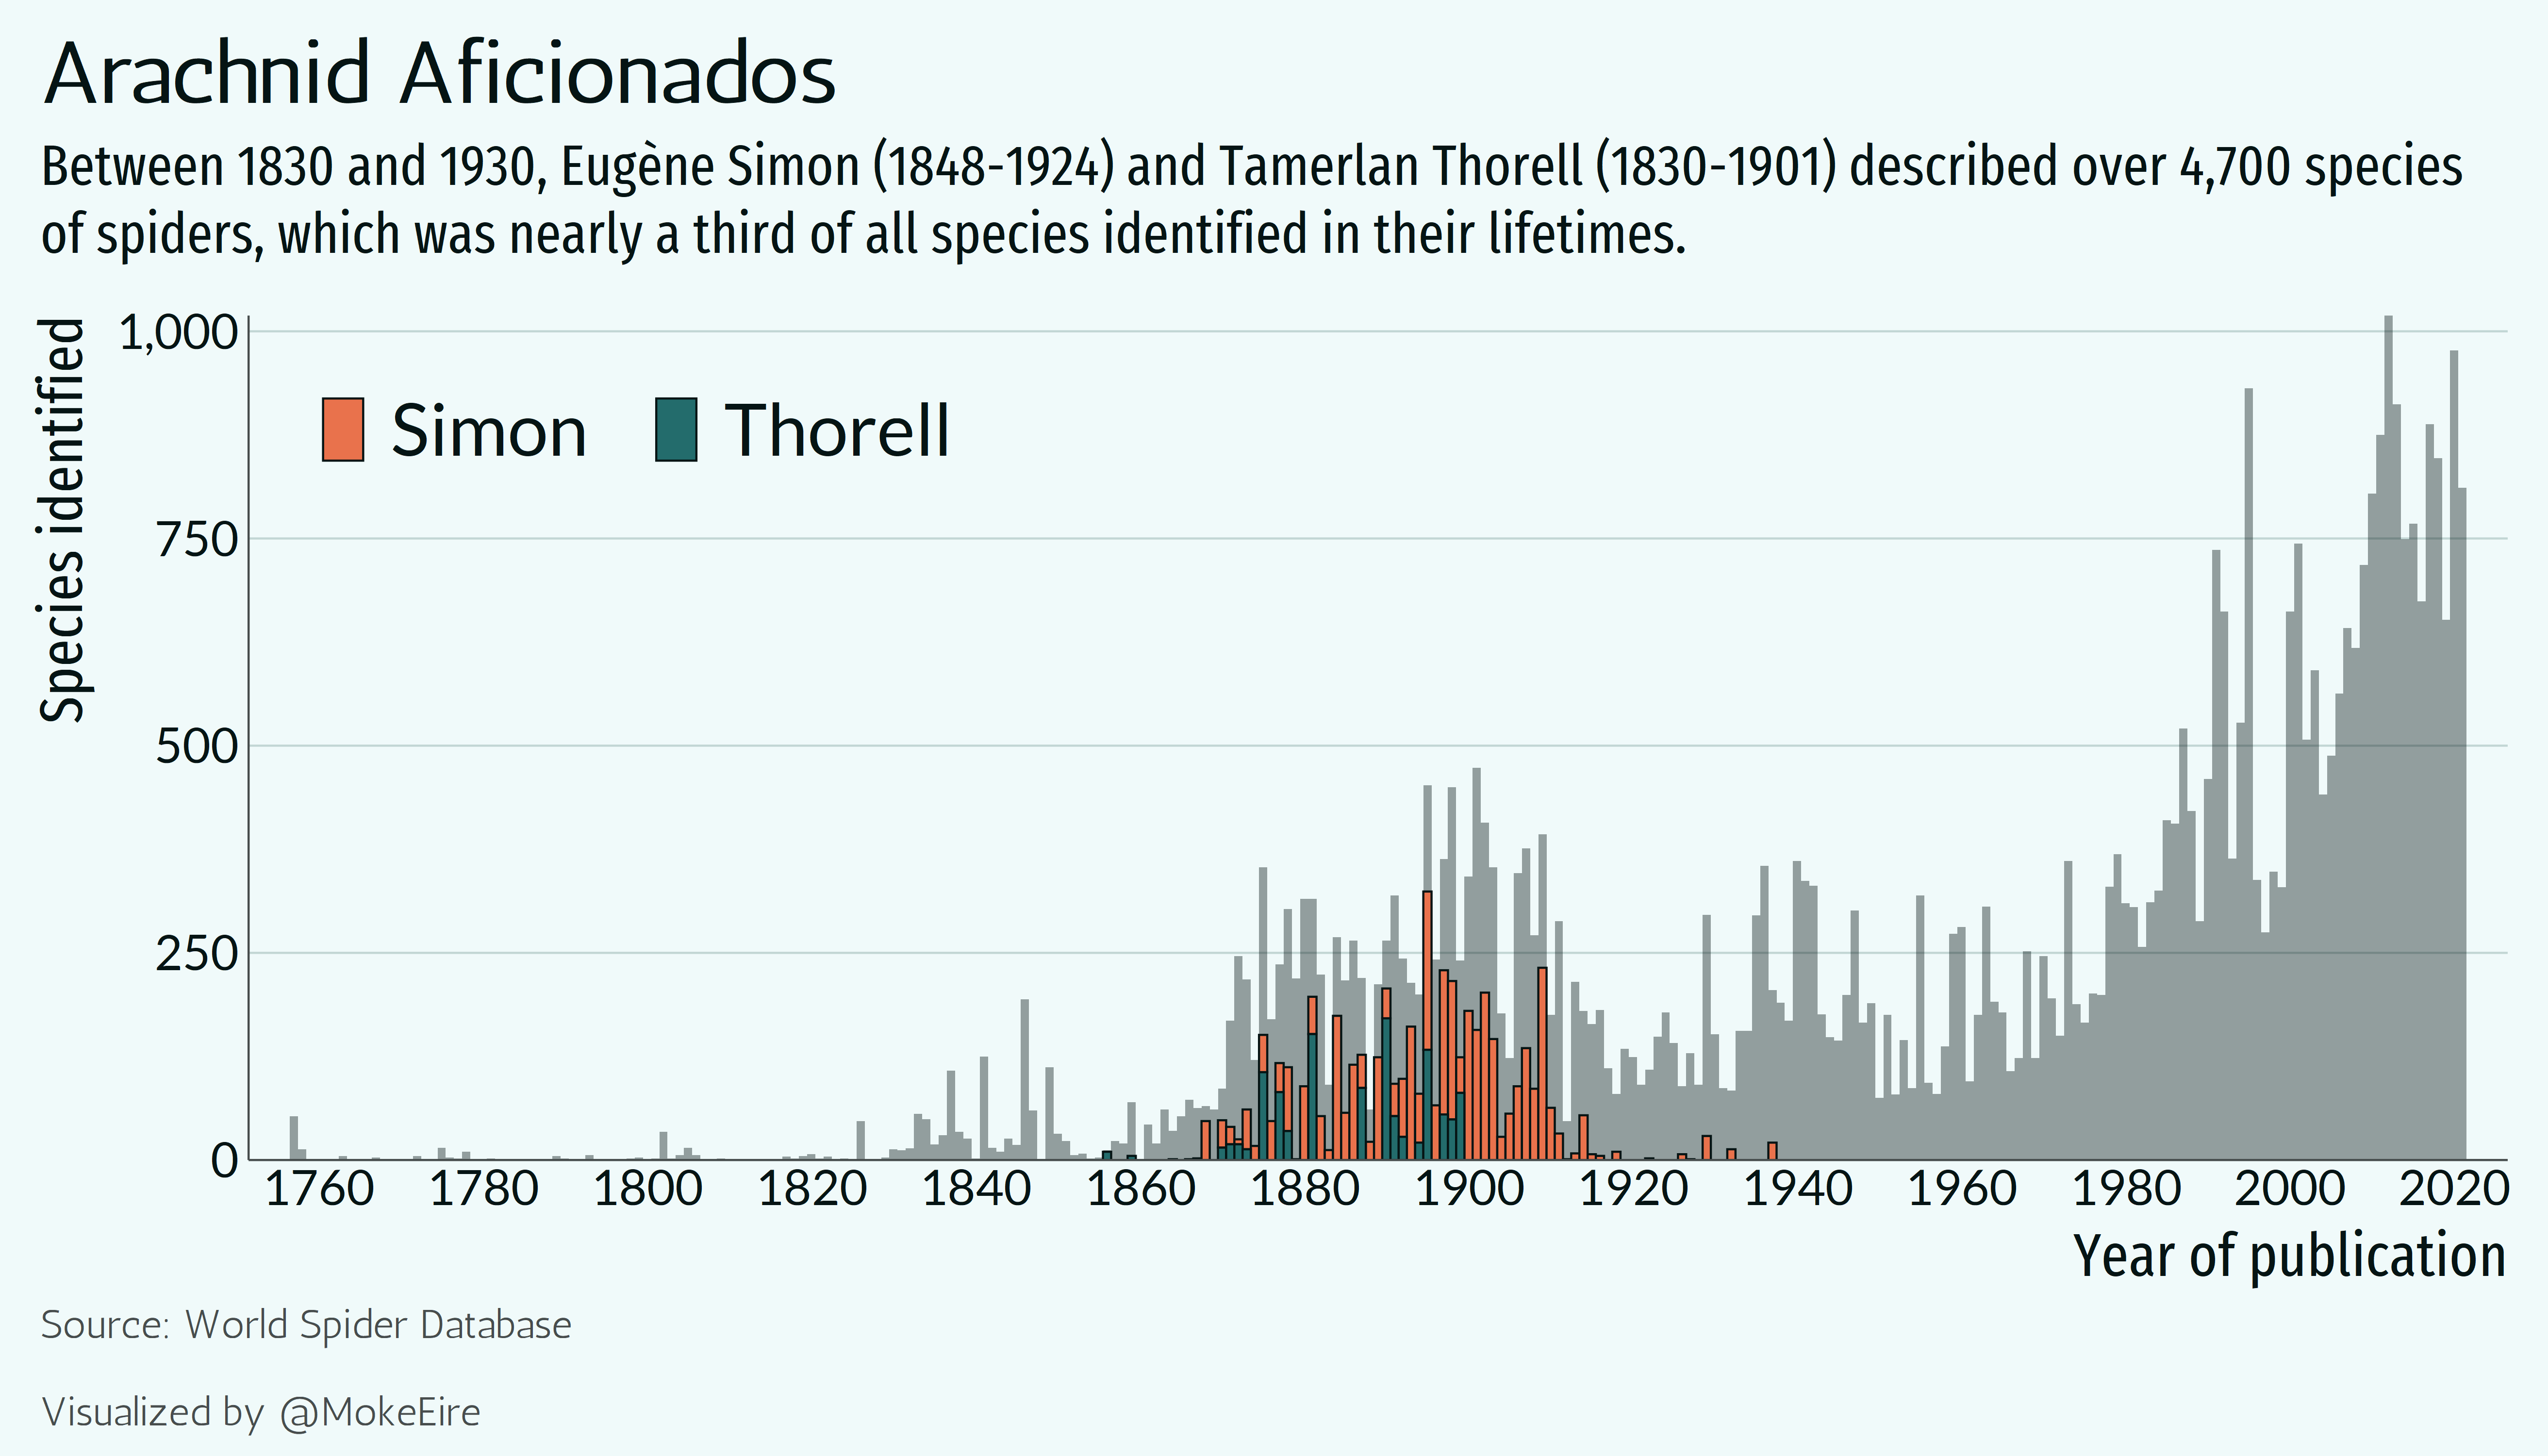 Arachnid Aficionados
Between 1830 and 1930, Eugène Simon (1848-1924) and Tamerlan Thorell (1830-1901) described over 4,700 species
of spiders, which was nearly a third of all species identified in their lifetimes.
Species identified
1,000
750
500
250
0
Simon
Thorell
1760 1780 1800 1820 1840 1860 1880 1900 1920 1940 1960 1980 2000 2020
Year of publication
Source: World Spider Database
Visualized by @MokeEire